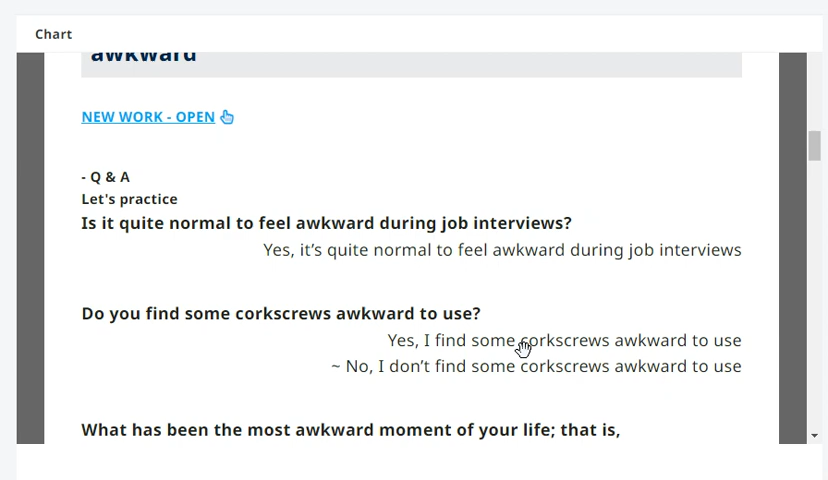 Chart
awkward
NEW WORK - OPEN
- Q & A
Let's practice
Is it quite normal to feel awkward during job interviews?
Yes, it’s quite normal to feel awkward during job interviews
Do you find some corkscrews awkward to use?
Yes, I find some corkscrews awkward to use
~ No, I don’t find some corkscrews awkward to use
What has been the most awkward moment of your life; that is,